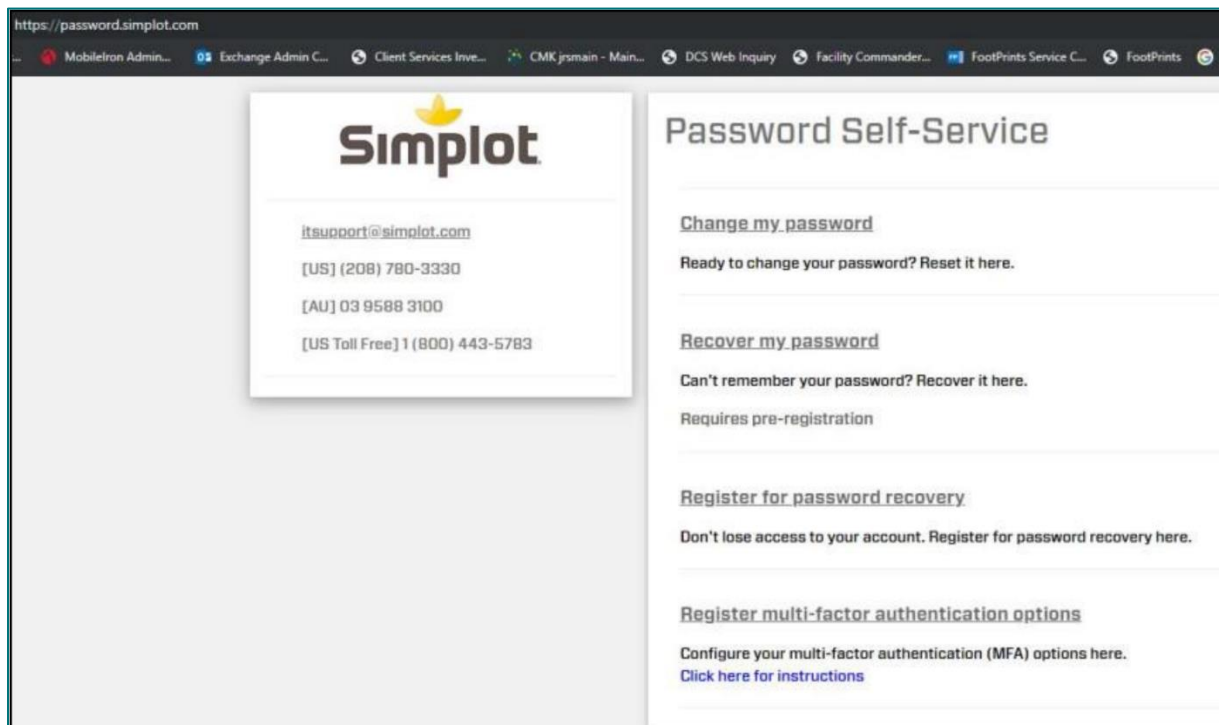 https://password.simplot.com
... MobileIron Admin... Exchange Admin C... Client Services Inve... CMK jrsmain - Main... DCS Web Inquiry Facility Commander... FootPrints Service C... FootPrints
Simplot
itsupport@simplot.com
[US] (208) 780-3330
[AU] 03 9588 3100
[US Toll Free] 1 (800) 443-5783
Password Self-Service
Change my password
Ready to change your password? Reset it here.
Recover my password
Can't remember your password? Recover it here.
Requires pre-registration
Register for password recovery
Don't lose access to your account. Register for password recovery here.
Register multi-factor authentication options
Configure your multi-factor authentication (MFA) options here.
Click here for instructions